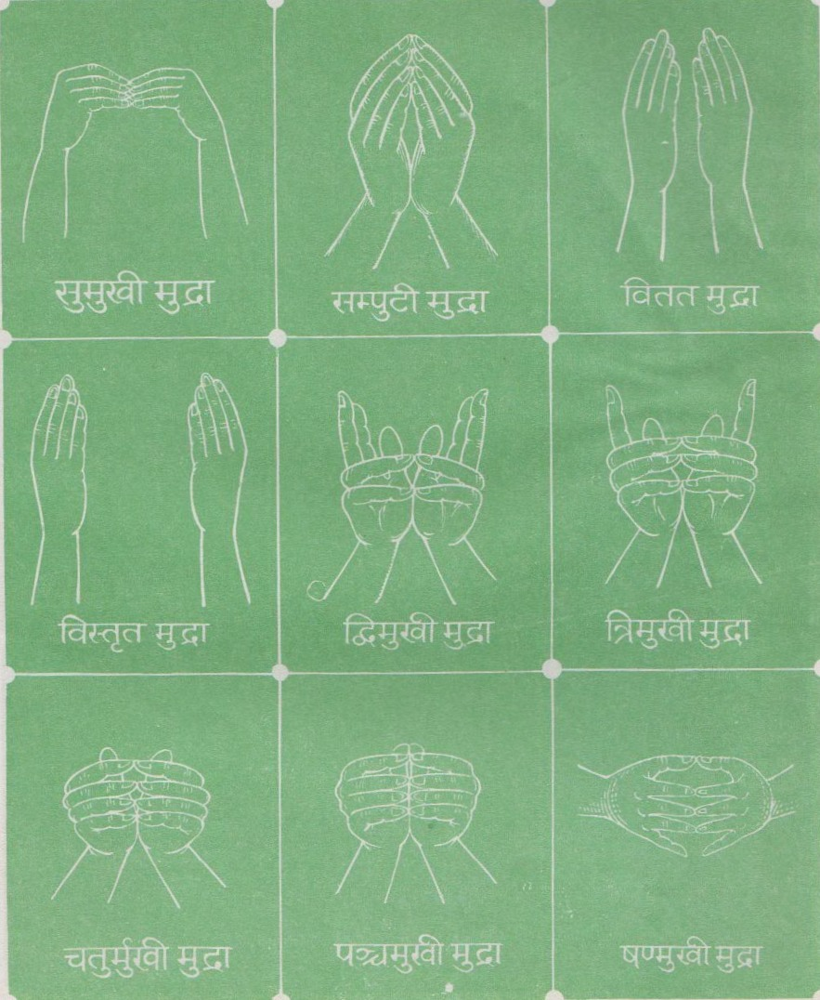 सुमुखी मुद्रा
सम्पुटी मुद्रा
वितत मुद्रा
विस्तृत मुद्रा
द्विमुखी मुद्रा
त्रिमुखी मुद्रा
चतुर्मुखी मुद्रा
पञ्चमुखी मुद्रा
षण्मुखी मुद्रा